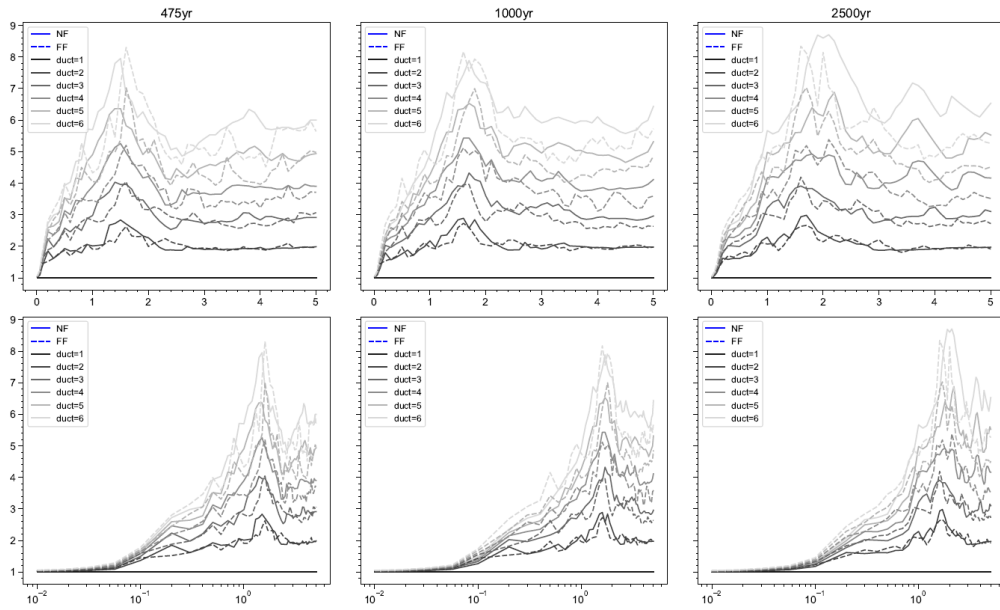 475yr
1000yr
2500yr
9
8
7
6
5
4
3
2
1
NF
FF
duct=1
duct=2
duct=3
duct=4
duct=5
duct=6
NF
FF
duct=1
duct=2
duct=3
duct=4
duct=5
duct=6
NF
FF
duct=1
duct=2
duct=3
duct=4
duct=5
duct=6
0 1 2 3 4 5
0 1 2 3 4 5
0 1 2 3 4 5
9
8
7
6
5
4
3
2
1
NF
FF
duct=1
duct=2
duct=3
duct=4
duct=5
duct=6
NF
FF
duct=1
duct=2
duct=3
duct=4
duct=5
duct=6
NF
FF
duct=1
duct=2
duct=3
duct=4
duct=5
duct=6
10⁻² 10⁻¹ 10⁰
10⁻² 10⁻¹ 10⁰
10⁻² 10⁻¹ 10⁰